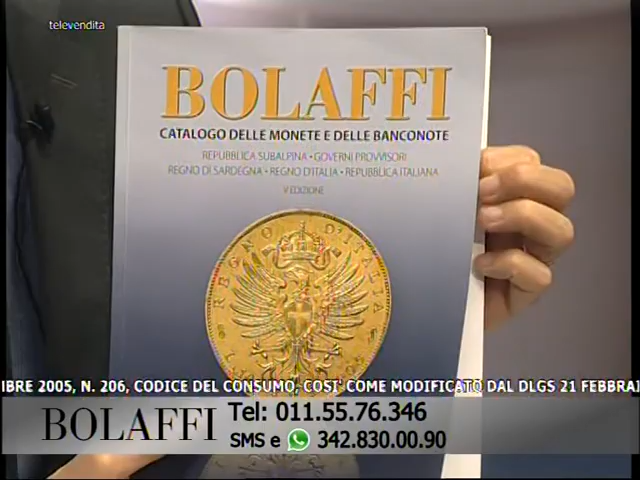 televendita
BOLAFFI
CATALOGO DELLE MONETE E DELLE BANCONOTE
REPUBBLICA SUBALPINA • GOVERNI PROVVISORI
REGNO DI SARDEGNA • REGNO D'ITALIA • REPUBBLICA ITALIANA
V EDIZIONE
REGNO D'ITALIA
IBRE 2005, N. 206, CODICE DEL CONSUMO, COSI' COME MODIFICATO DAL DLGS 21 FEBBRAI
BOLAFFI
Tel: 011.55.76.346
SMS e 342.830.00.90